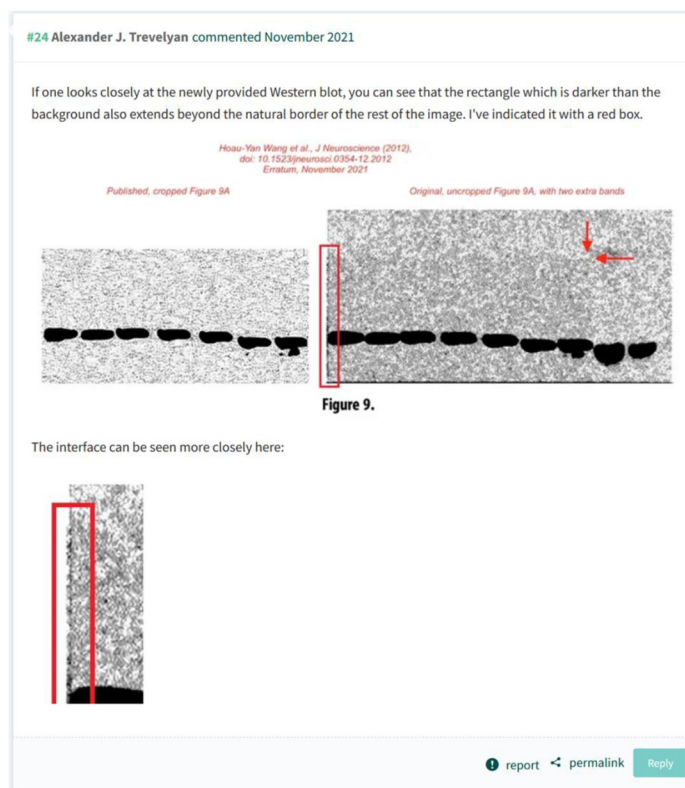 #24 Alexander J. Trevelyan commented November 2021
If one looks closely at the newly provided Western blot, you can see that the rectangle which is darker than the
background also extends beyond the natural border of the rest of the image. I've indicated it with a red box.
Hoau-Yan Wang et al., J Neuroscience (2012),
doi: 10.1523/jneurosci.0354-12.2012
Erratum, November 2021
Published, cropped Figure 9A
Original, uncropped Figure 9A, with two extra bands
Figure 9.
The interface can be seen more closely here:
report
permalink
Reply